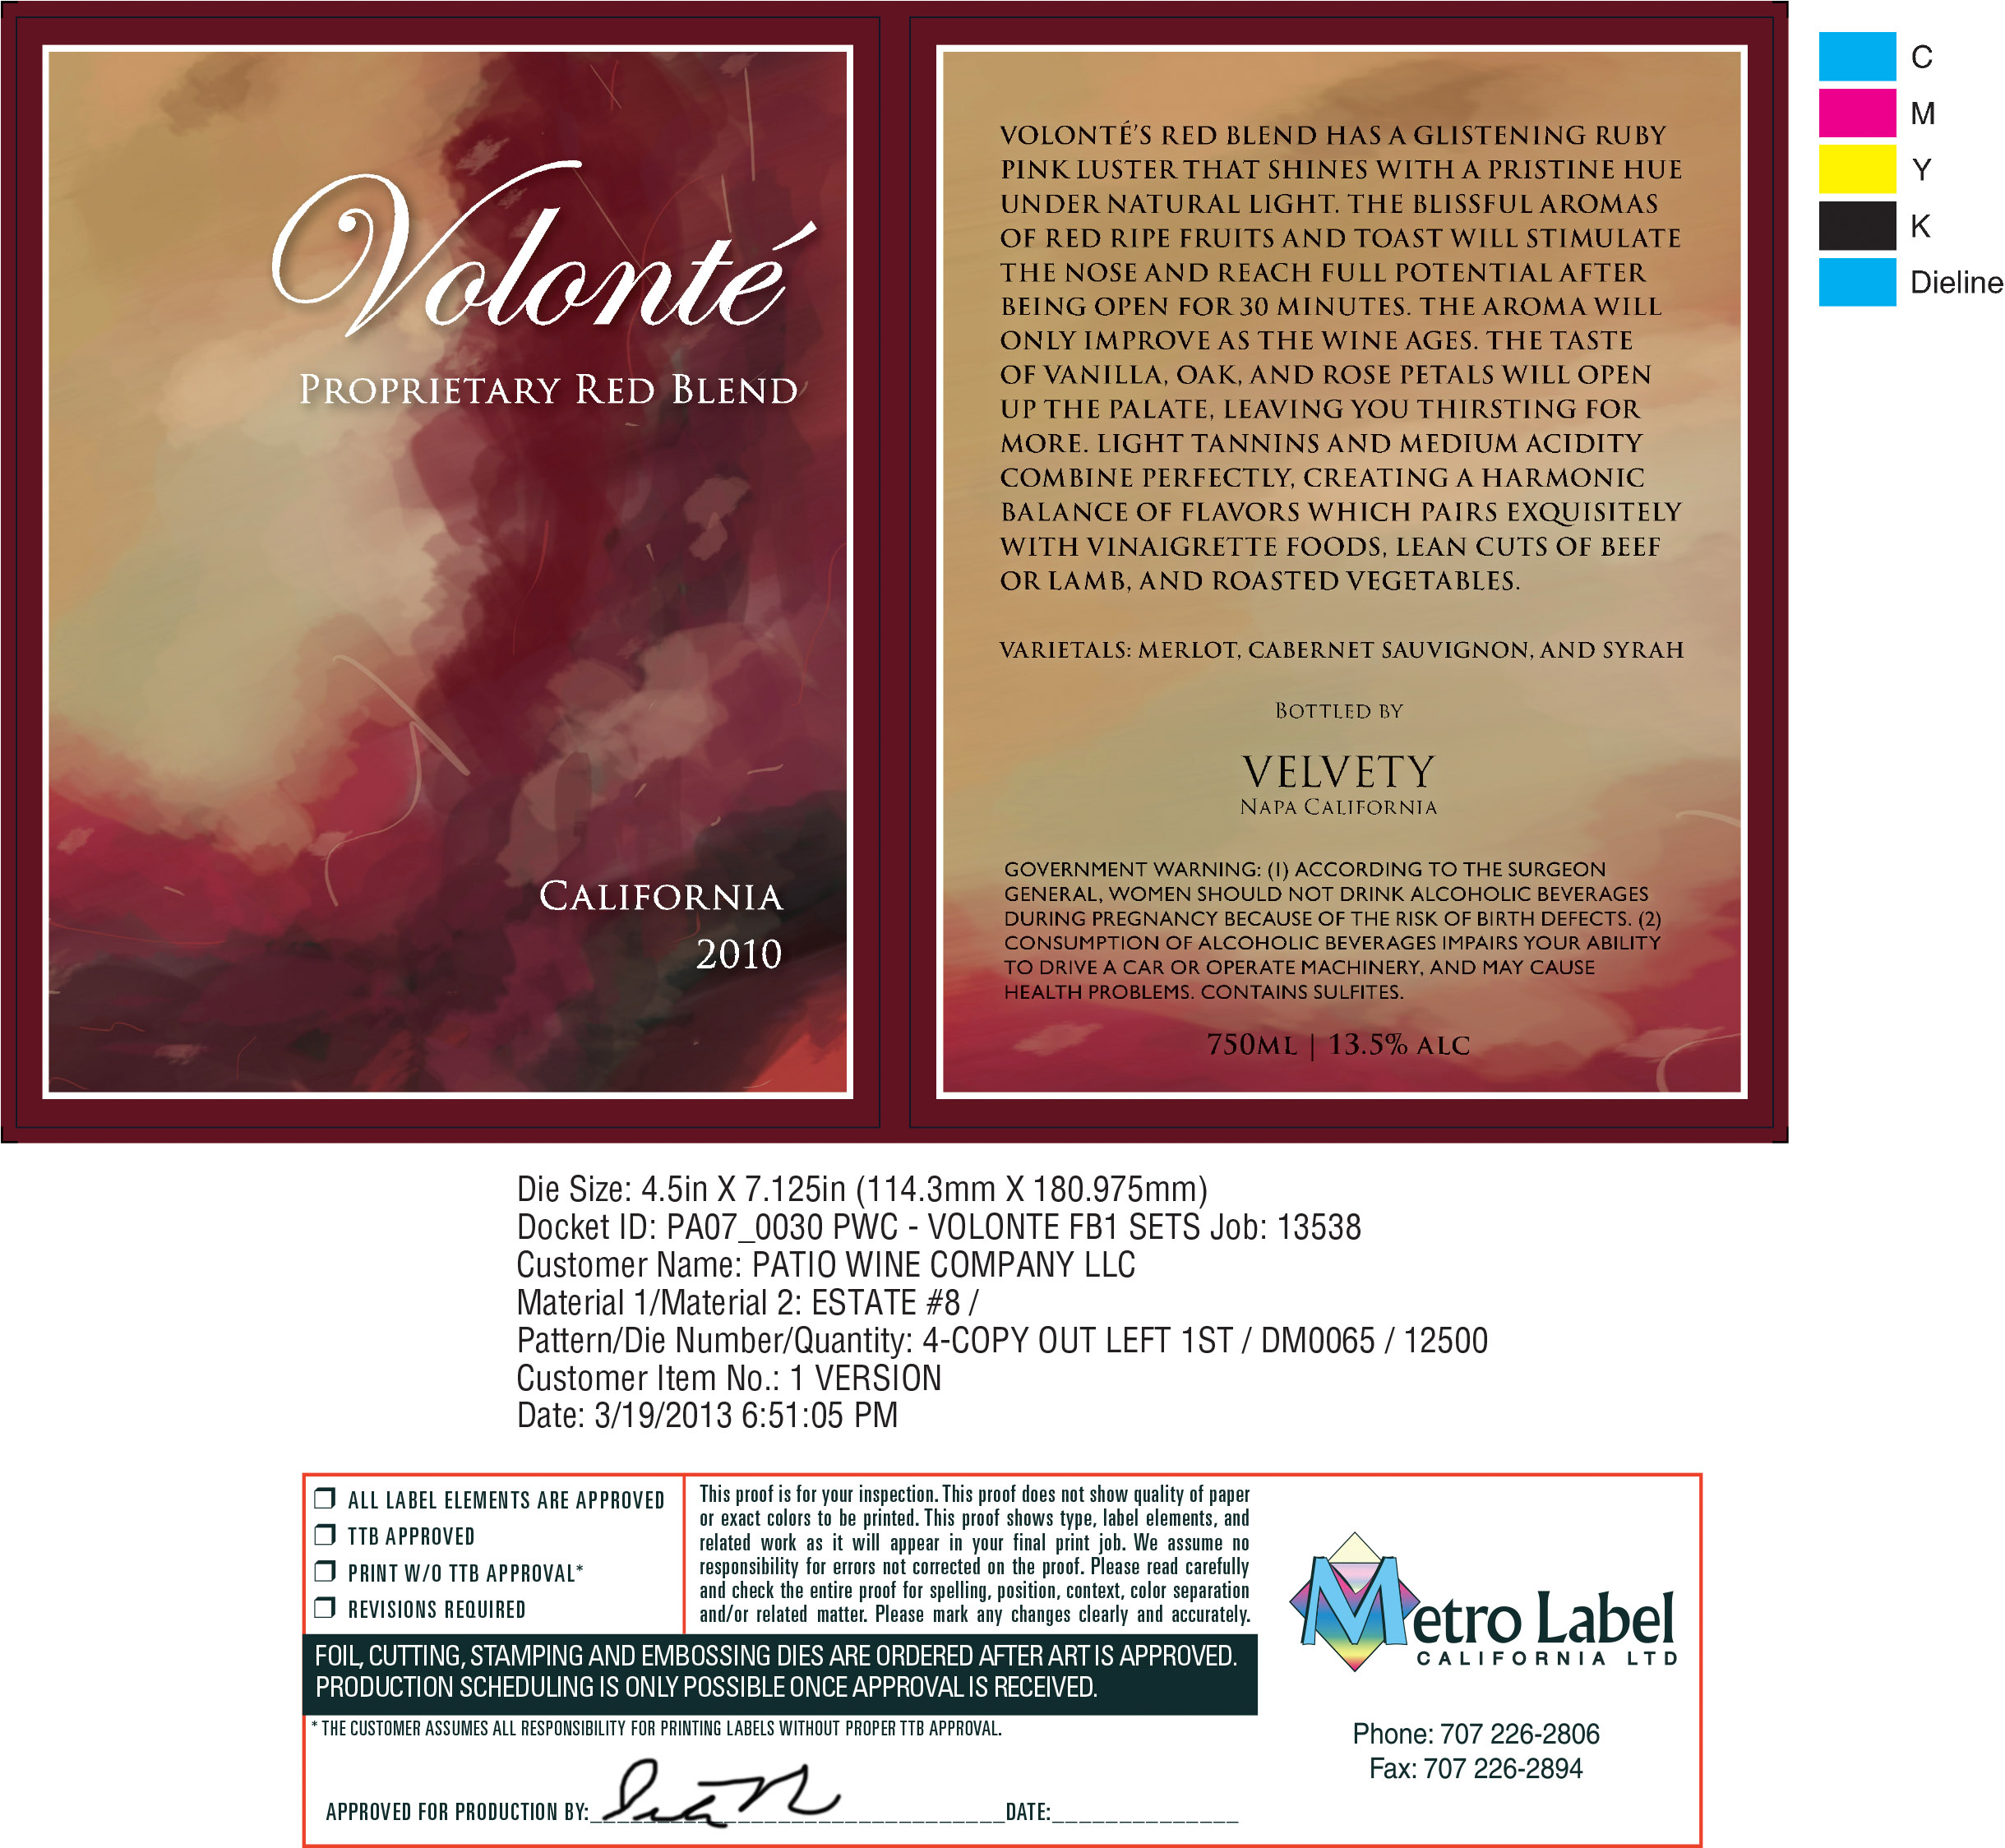 Volonté
PROPRIETARY RED BLEND
CALIFORNIA
2010
VOLONTÉ'S RED BLEND HAS A GLISTENING RUBY
PINK LUSTER THAT SHINES WITH A PRISTINE HUE
UNDER NATURAL LIGHT. THE BLISSFUL AROMAS
OF RED RIPE FRUITS AND TOAST WILL STIMULATE
THE NOSE AND REACH FULL POTENTIAL AFTER
BEING OPEN FOR 30 MINUTES. THE AROMA WILL
ONLY IMPROVE AS THE WINE AGES. THE TASTE
OF VANILLA, OAK, AND ROSE PETALS WILL OPEN
UP THE PALATE, LEAVING YOU THIRSTING FOR
MORE. LIGHT TANNINS AND MEDIUM ACIDITY
COMBINE PERFECTLY, CREATING A HARMONIC
BALANCE OF FLAVORS WHICH PAIRS EXQUISITELY
WITH VINAIGRETTE FOODS, LEAN CUTS OF BEEF
OR LAMB, AND ROASTED VEGETABLES.
VARIETALS: MERLOT, CABERNET SAUVIGNON, AND SYRAH
BOTTLED BY
VELVETY
NAPA CALIFORNIA
GOVERNMENT WARNING: (1) ACCORDING TO THE SURGEON
GENERAL, WOMEN SHOULD NOT DRINK ALCOHOLIC BEVERAGES
DURING PREGNANCY BECAUSE OF THE RISK OF BIRTH DEFECTS. (2)
CONSUMPTION OF ALCOHOLIC BEVERAGES IMPAIRS YOUR ABILITY
TO DRIVE A CAR OR OPERATE MACHINERY, AND MAY CAUSE
HEALTH PROBLEMS. CONTAINS SULFITES.
750ML | 13.5% ALC
C
M
Y
K
Dieline
Die Size: 4.5in X 7.125in (114.3mm X 180.975mm)
Docket ID: PA07_0030 PWC - VOLONTE FB1 SETS Job: 13538
Customer Name: PATIO WINE COMPANY LLC
Material 1/Material 2: ESTATE #8 /
Pattern/Die Number/Quantity: 4-COPY OUT LEFT 1ST / DM0065 / 12500
Customer Item No.: 1 VERSION
Date: 3/19/2013 6:51:05 PM
ALL LABEL ELEMENTS ARE APPROVED
TTB APPROVED
PRINT W/O TTB APPROVAL*
REVISIONS REQUIRED
This proof is for your inspection. This proof does not show quality of paper
or exact colors to be printed. This proof shows type, label elements, and
related work as it will appear in your final print job. We assume no
responsibility for errors not corrected on the proof. Please read carefully
and check the entire proof for spelling, position, context, color separation
and/or related matter. Please mark any changes clearly and accurately.
FOIL, CUTTING, STAMPING AND EMBOSSING DIES ARE ORDERED AFTER ART IS APPROVED.
PRODUCTION SCHEDULING IS ONLY POSSIBLE ONCE APPROVAL IS RECEIVED.
* THE CUSTOMER ASSUMES ALL RESPONSIBILITY FOR PRINTING LABELS WITHOUT PROPER TTB APPROVAL.
APPROVED FOR PRODUCTION BY: DATE:
Metro Label
CALIFORNIA LTD
Phone: 707 226-2806
Fax: 707 226-2894